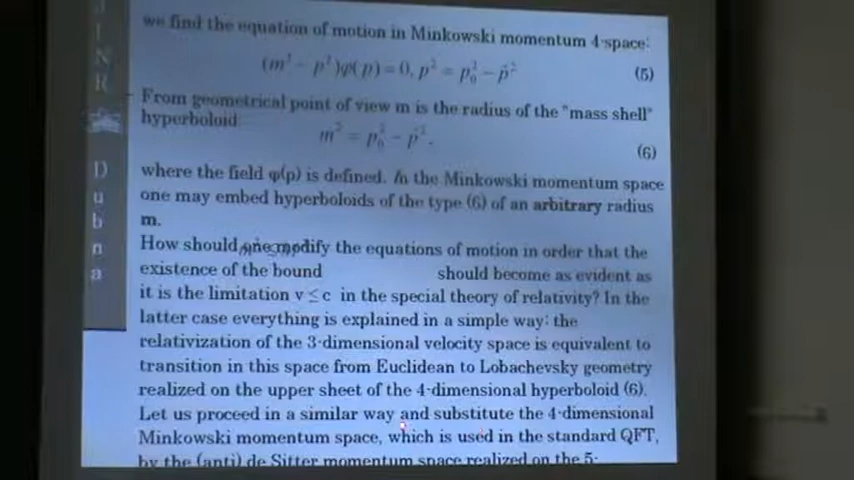 J
I
N
R
D
u
b
n
a
we find the equation of motion in Minkowski momentum 4-space:
(m² - p²)φ(p) = 0, p² = p₀² - p⃗² (5)
From geometrical point of view m is the radius of the "mass shell"
hyperboloid
m² = p₀² - p⃗². (6)
where the field φ(p) is defined. In the Minkowski momentum space
one may embed hyperboloids of the type (6) of an arbitrary radius
m.
How should one modify the equations of motion in order that the
existence of the bound should become as evident as
it is the limitation v ≤ c in the special theory of relativity? In the
latter case everything is explained in a simple way: the
relativization of the 3-dimensional velocity space is equivalent to
transition in this space from Euclidean to Lobachevsky geometry
realized on the upper sheet of the 4-dimensional hyperboloid (6).
Let us proceed in a similar way and substitute the 4-dimensional
Minkowski momentum space, which is used in the standard QFT,
by the (anti) de Sitter momentum space realized on the 5-